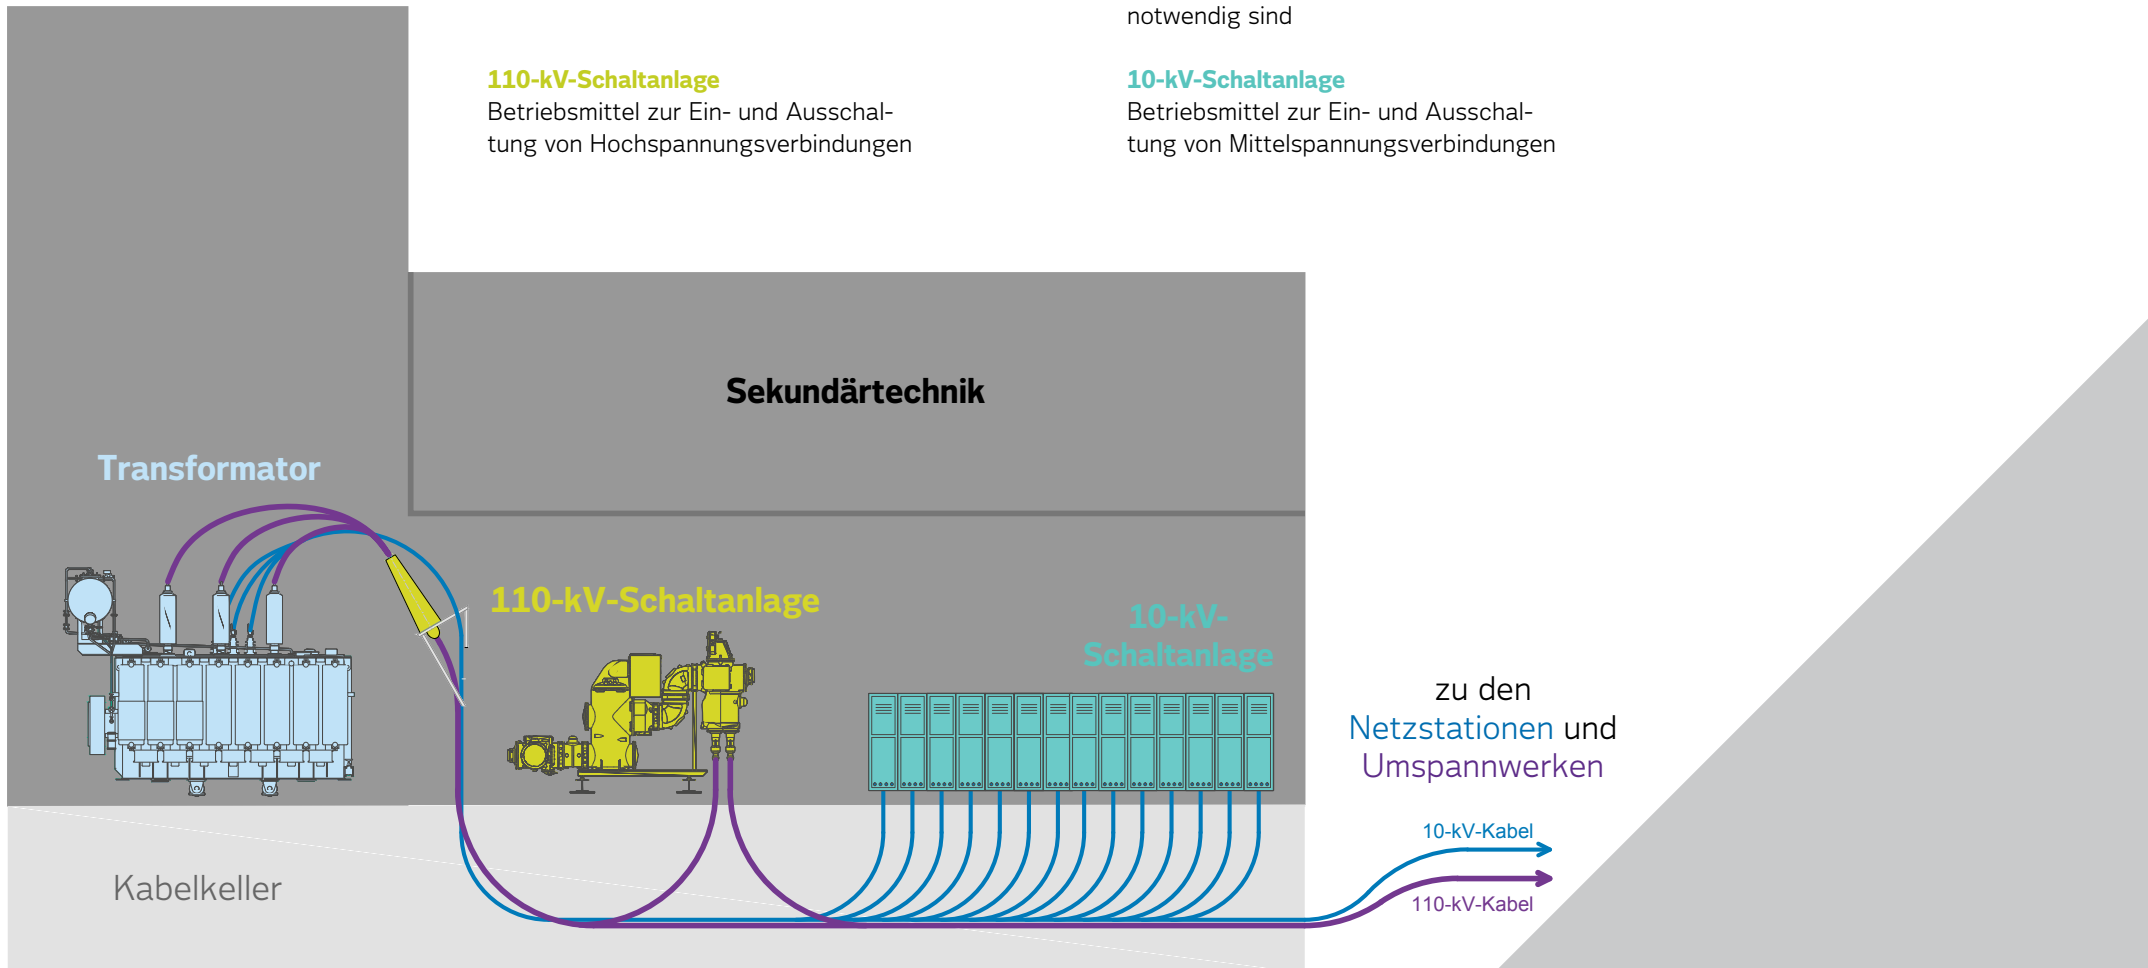 notwendig sind
110-kV-Schaltanlage
Betriebsmittel zur Ein- und Ausschal-
tung von Hochspannungsverbindungen
10-kV-Schaltanlage
Betriebsmittel zur Ein- und Ausschal-
tung von Mittelspannungsverbindungen
Sekundärtechnik
Transformator
110-kV-Schaltanlage
10-kV-
Schaltanlage
zu den
Netzstationen und
Umspannwerken
10-kV-Kabel
110-kV-Kabel
Kabelkeller